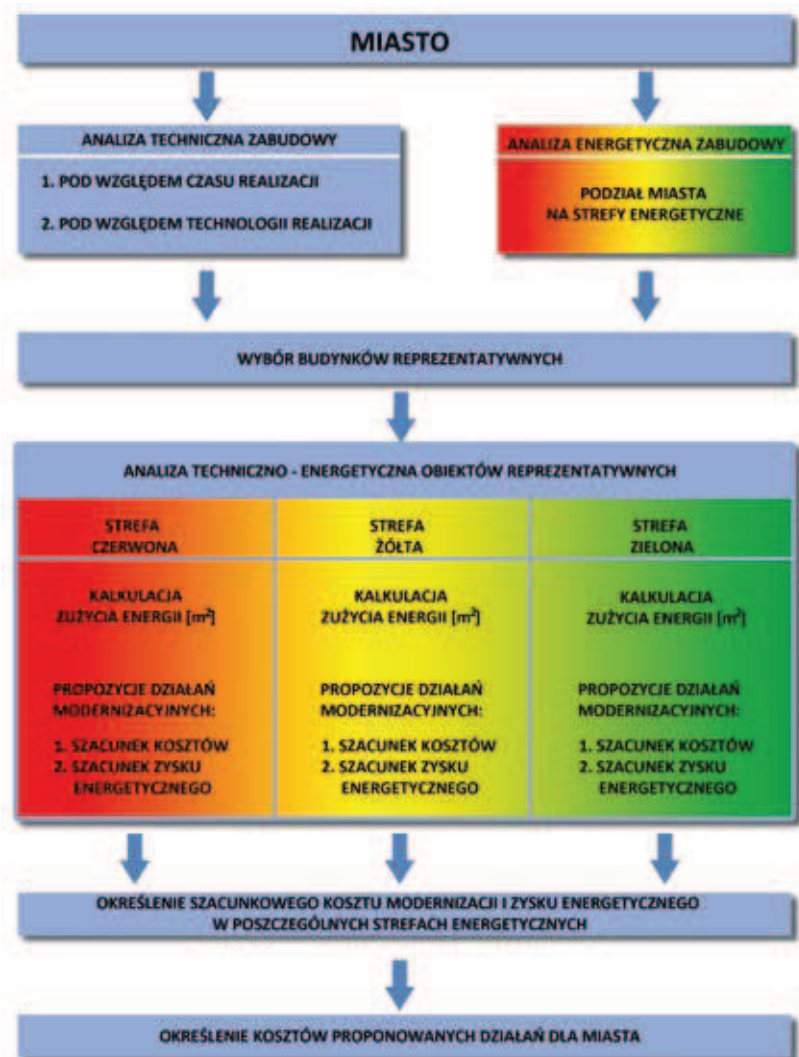 MIASTO
ANALIZA TECHNICZNA ZABUDOWY
1. POD WZGLĘDEM CZASU REALIZACJI
2. POD WZGLĘDEM TECHNOLOGII REALIZACJI
ANALIZA ENERGETYCZNA ZABUDOWY
PODZIAŁ MIASTA
NA STREFY ENERGETYCZNE
WYBÓR BUDYNKÓW REPREZENTATYWNYCH
ANALIZA TECHNICZNO - ENERGETYCZNA OBIEKTÓW REPREZENTATYWNYCH
STREFA
CZERWONA
KALKULACJA
ZUŻYCIA ENERGII [m²]
PROPOZYCJE DZIAŁAŃ
MODERNIZACYJNYCH:
1. SZACUNEK KOSZTÓW
2. SZACUNEK ZYSKU
ENERGETYCZNEGO
STREFA
ŻÓŁTA
KALKULACJA
ZUŻYCIA ENERGII [m²]
PROPOZYCJE DZIAŁAŃ
MODERNIZACYJNYCH:
1. SZACUNEK KOSZTÓW
2. SZACUNEK ZYSKU
ENERGETYCZNEGO
STREFA
ZIELONA
KALKULACJA
ZUŻYCIA ENERGII [m²]
PROPOZYCJE DZIAŁAŃ
MODERNIZACYJNYCH:
1. SZACUNEK KOSZTÓW
2. SZACUNEK ZYSKU
ENERGETYCZNEGO
OKREŚLENIE SZACUNKOWEGO KOSZTU MODERNIZACJI I ZYSKU ENERGETYCZNEGO
W POSZCZEGÓLNYCH STREFACH ENERGETYCZNYCH
OKREŚLENIE KOSZTÓW PROPONOWANYCH DZIAŁAŃ DLA MIASTA